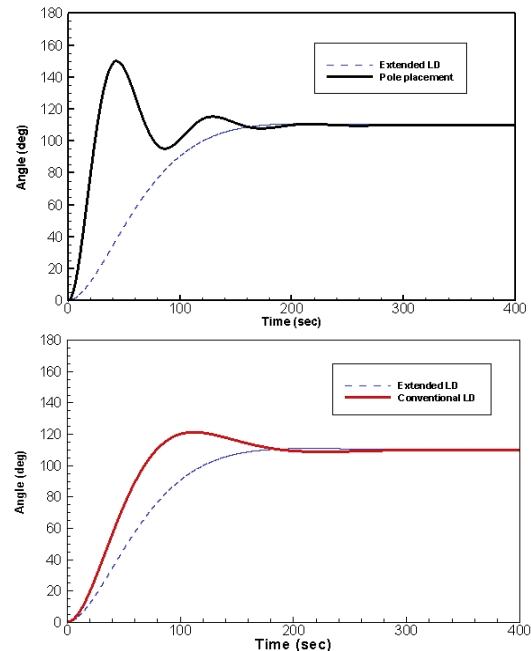 180
160
140
120
100
80
60
40
20
0
Angle (deg)
Extended LD
Pole placement
0 100 200 300 400
Time (sec)
180
160
140
120
100
80
60
40
20
0
Angle (deg)
Extended LD
Conventional LD
0 100 200 300 400
Time (sec)